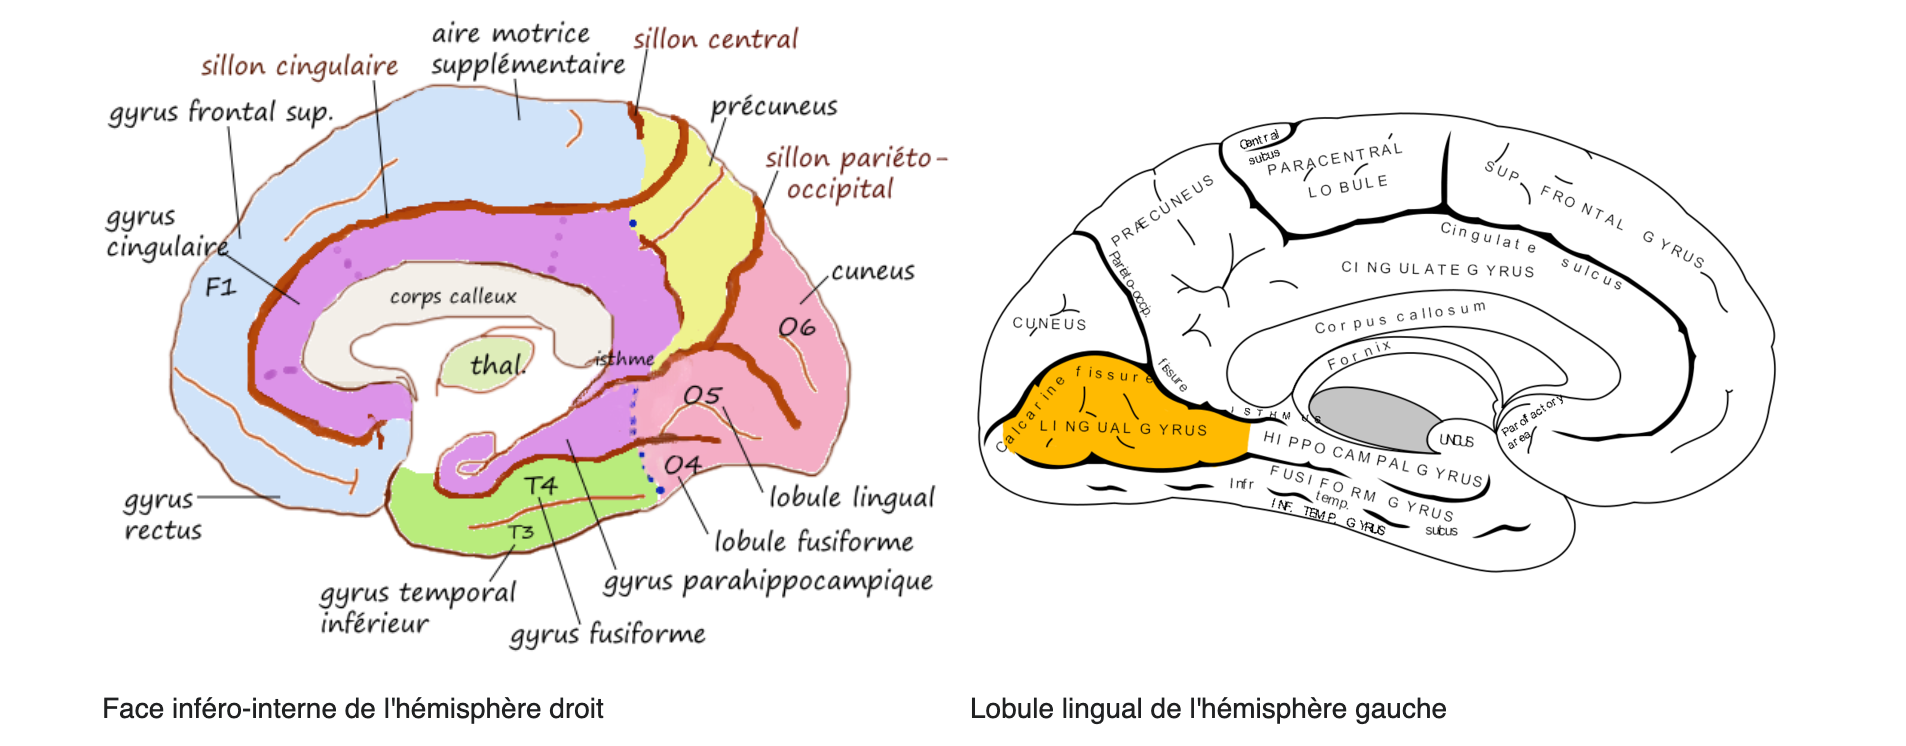 aire motrice
supplémentaire
sillon central
sillon cingulaire
gyrus frontal sup.
précuneus
sillon pariéto-
occipital
gyrus
cingulaire
F1
corps calleux
cuneus
O6
thal.
isthme
O5
O4
T4
T3
lobule lingual
gyrus
rectus
lobule fusiforme
gyrus parahippocampique
gyrus temporal
inférieur
gyrus fusiforme
Face inféro-interne de l'hémisphère droit
Central
sulcus
PARACENTRAL
LOBULE
SUP. FRONTAL GYRUS
PRÆCUNEUS
Cingulate sulcus
CINGULATE GYRUS
Parieto-occip.
fissure
CUNEUS
Corpus callosum
Fornix
Calcarine fissure
LINGUAL GYRUS
ISTHMUS
HIPPOCAMPAL GYRUS
UNCUS
Parolfactory
area
FUSIFORM GYRUS
Infr temp. sulcus
INF. TEMP. GYRUS
Lobule lingual de l'hémisphère gauche